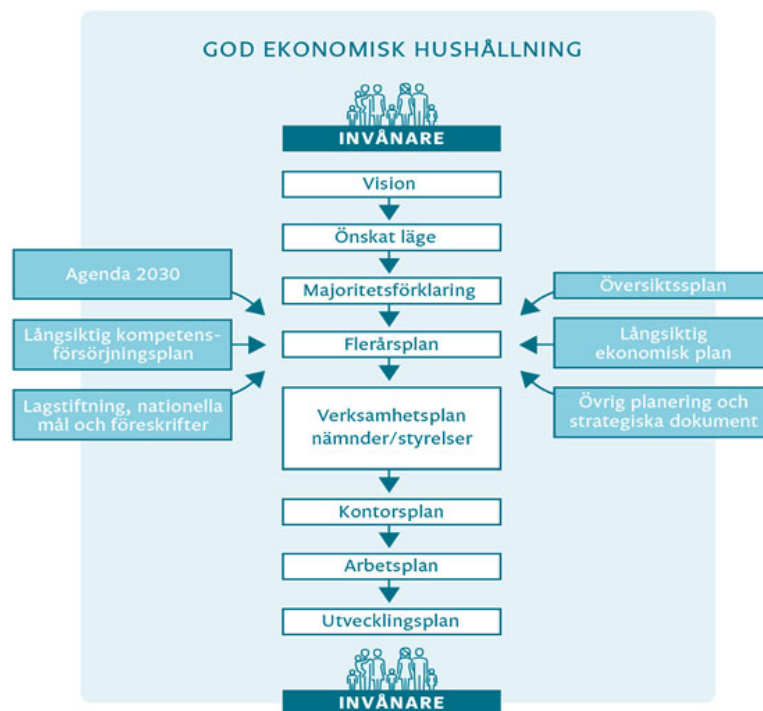 GOD EKONOMISK HUSHÅLLNING
INVÅNARE
Vision
Önskat läge
Agenda 2030
Majoritetsförklaring
Översiktssplan
Långsiktig kompetens-
försörjningsplan
Flerårsplan
Långsiktig
ekonomisk plan
Lagstiftning, nationella
mål och föreskrifter
Verksamhetsplan
nämnder/styrelser
Övrig planering och
strategiska dokument
Kontorsplan
Arbetsplan
Utvecklingsplan
INVÅNARE